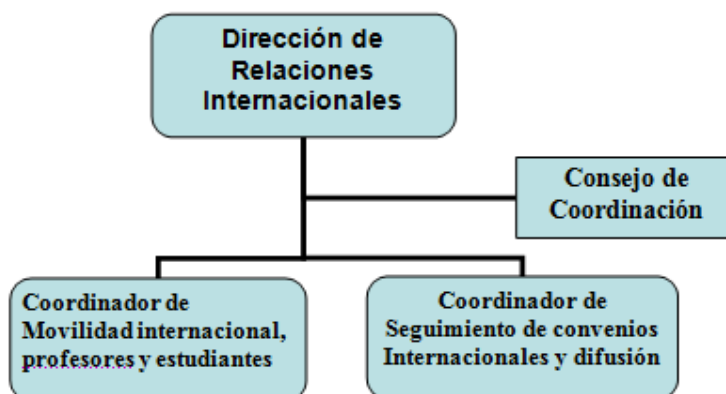 Dirección de
Relaciones
Internacionales
Consejo de
Coordinación
Coordinador de
Movilidad internacional,
profesores y estudiantes
Coordinador de
Seguimiento de convenios
Internacionales y difusión